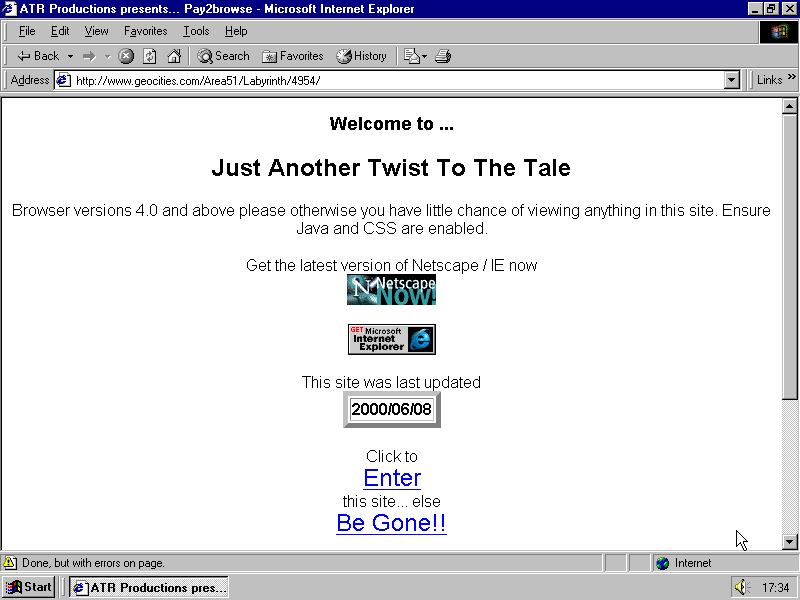 ATR Productions presents... Pay2browse - Microsoft Internet Explorer
File Edit View Favorites Tools Help
Back Search Favorites History
Address http://www.geocities.com/Area51/Labyrinth/4954/ Links »
Welcome to ...
Just Another Twist To The Tale
Browser versions 4.0 and above please otherwise you have little chance of viewing anything in this site. Ensure
Java and CSS are enabled.
Get the latest version of Netscape / IE now
N Netscape
NOW!
GET Microsoft
Internet
Explorer
This site was last updated
2000/06/08
Click to
Enter
this site... else
Be Gone!!
Done, but with errors on page. Internet
Start ATR Productions pres... 17:34